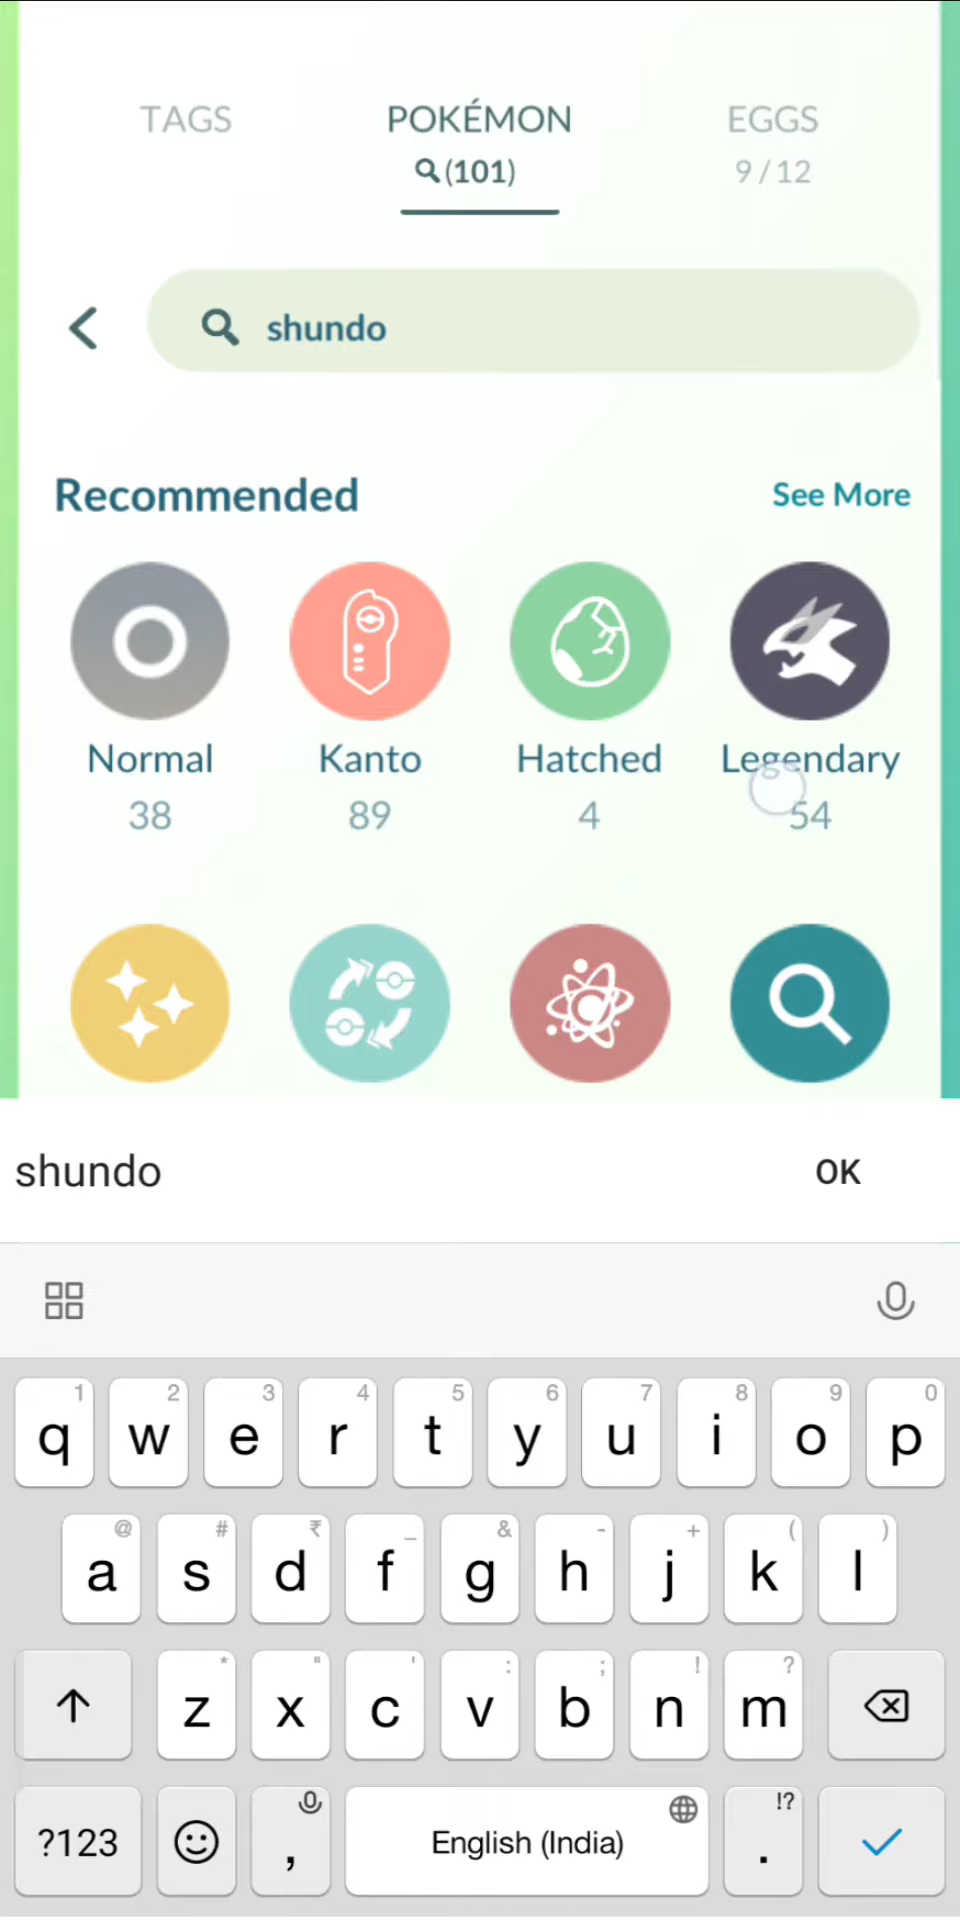 TAGS POKÉMON EGGS
(101) 9 / 12
shundo
Recommended See More
Normal Kanto Hatched Legendary
38 89 4 54
shundo OK
1 2 3 4 5 6 7 8 9 0
q w e r t y u i o p
@ # ₹ _ & - + ( )
a s d f g h j k l
* " ' : ; ! ?
z x c v b n m
!?
?123 , English (India) .